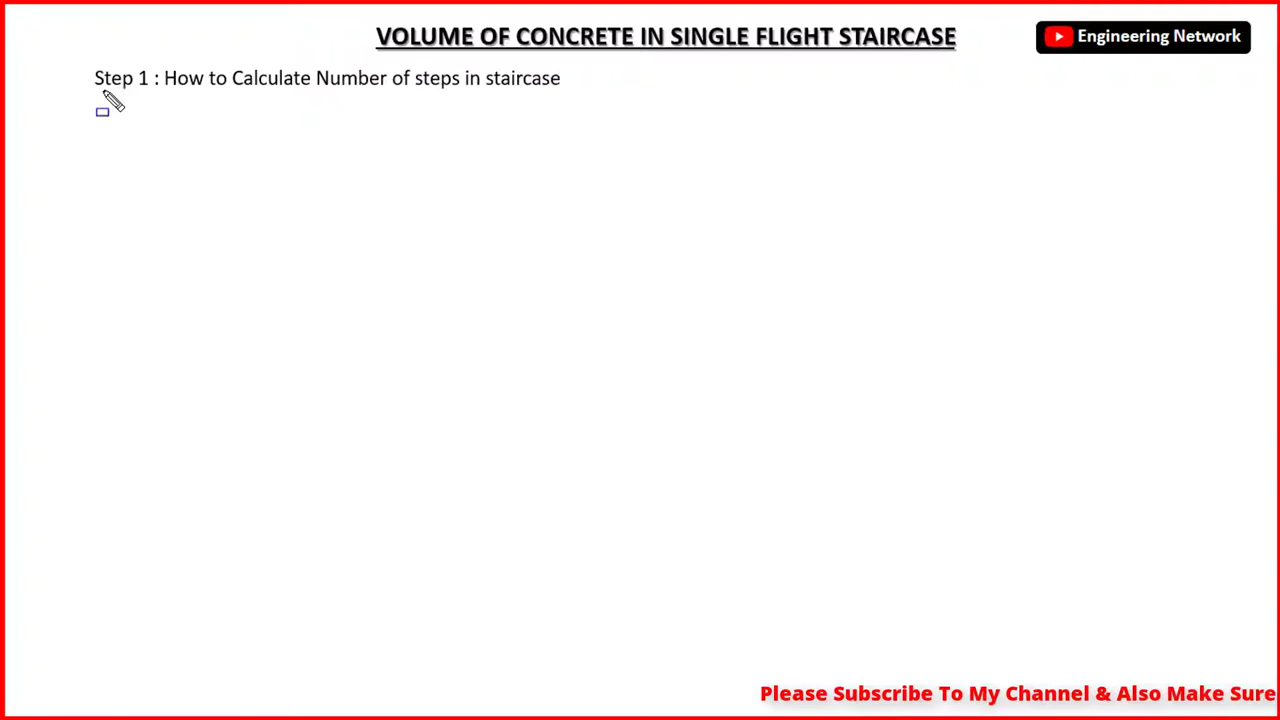 VOLUME OF CONCRETE IN SINGLE FLIGHT STAIRCASE
Engineering Network
Step 1 : How to Calculate Number of steps in staircase
Please Subscribe To My Channel & Also Make Sure